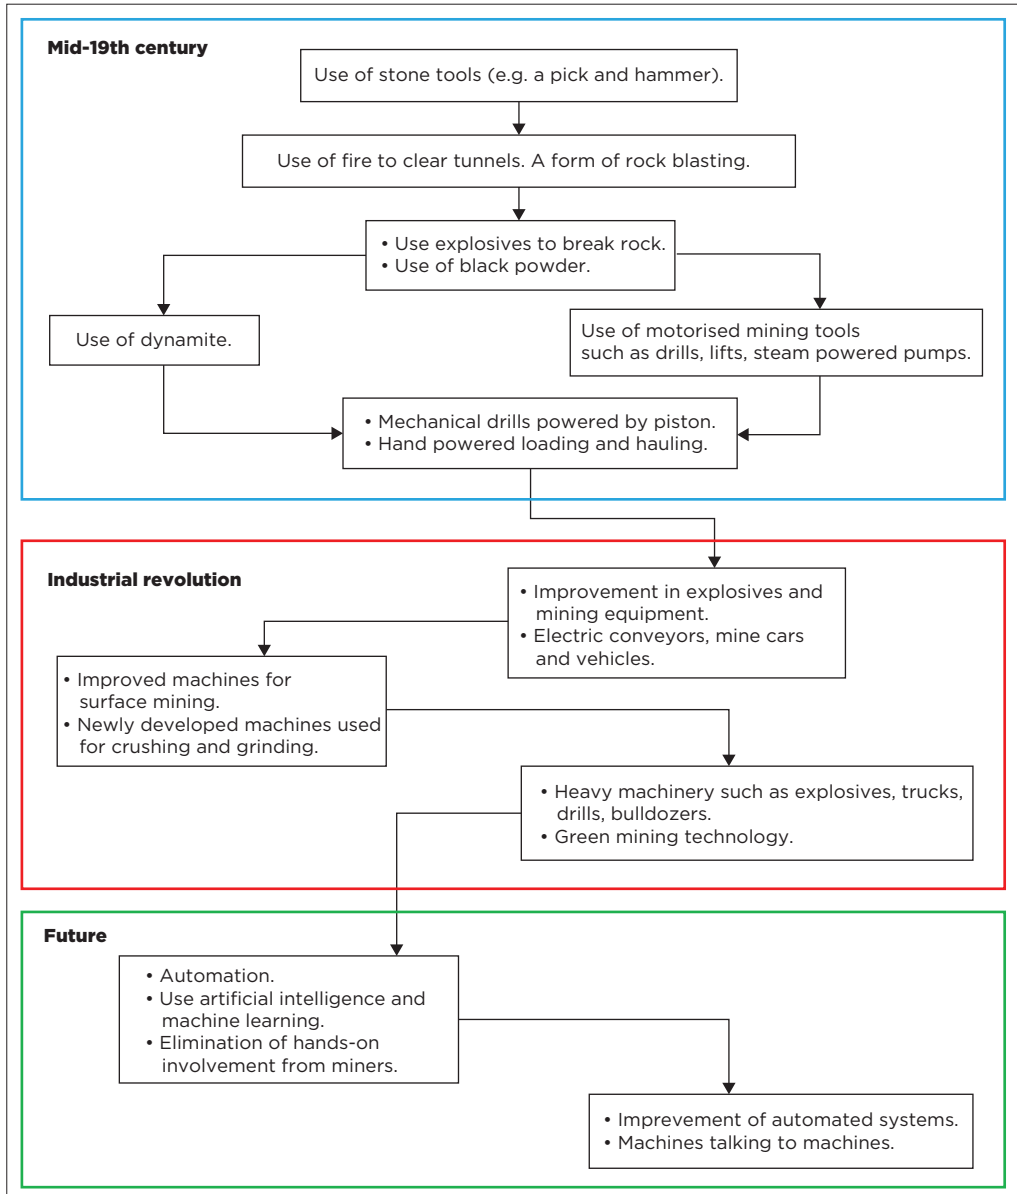 Mid-19th century
Use of stone tools (e.g. a pick and hammer).
Use of fire to clear tunnels. A form of rock blasting.
• Use explosives to break rock.
• Use of black powder.
Use of dynamite.
Use of motorised mining tools
such as drills, lifts, steam powered pumps.
• Mechanical drills powered by piston.
• Hand powered loading and hauling.
Industrial revolution
• Improvement in explosives and
mining equipment.
• Electric conveyors, mine cars
and vehicles.
• Improved machines for
surface mining.
• Newly developed machines used
for crushing and grinding.
• Heavy machinery such as explosives, trucks,
drills, bulldozers.
• Green mining technology.
Future
• Automation.
• Use artificial intelligence and
machine learning.
• Elimination of hands-on
involvement from miners.
• Imprevement of automated systems.
• Machines talking to machines.